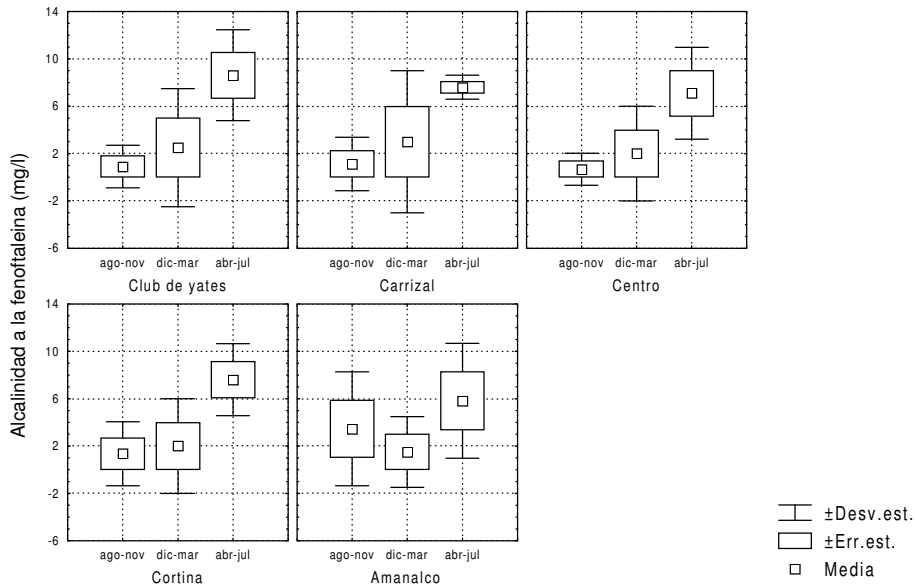 Alcalinidad a la fenoftaleina (mg/l)
14
10
6
2
-2
-6
ago-nov dic-mar abr-jul
ago-nov dic-mar abr-jul
ago-nov dic-mar abr-jul
Club de yates
Carrizal
Centro
14
10
6
2
-2
-6
ago-nov dic-mar abr-jul
ago-nov dic-mar abr-jul
Cortina
Amanalco
±Desv.est.
±Err.est.
Media